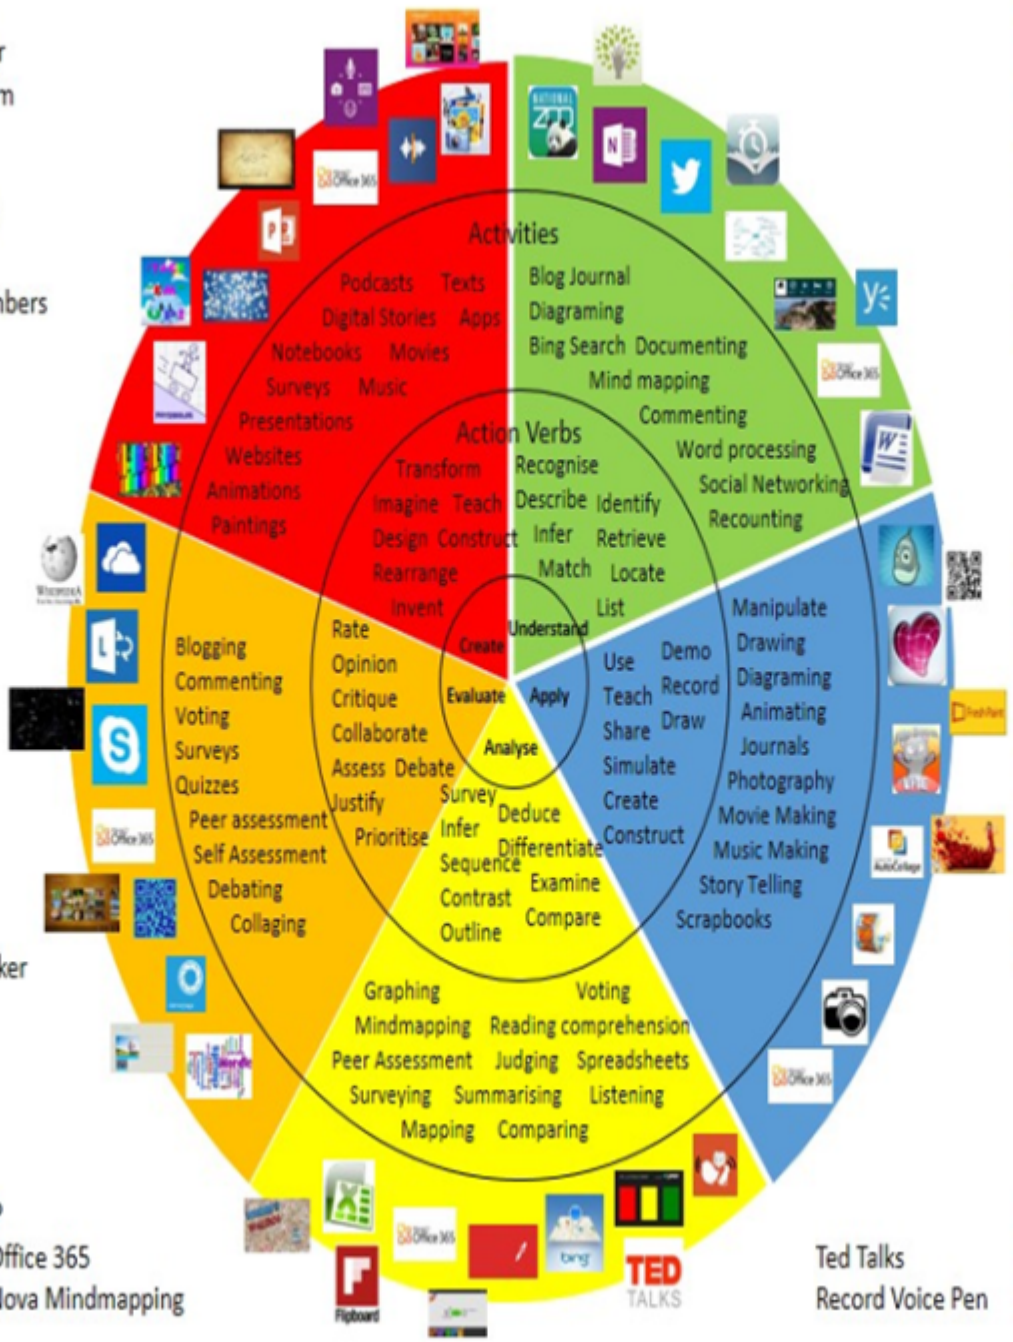 r
m
nbers
ker
Office 365
Nova Mindmapping
Ted Talks
Record Voice Pen
Activities
Podcasts Texts
Digital Stories Apps
Notebooks Movies
Surveys Music
Presentations
Websites
Animations
Paintings
Action Verbs
Transform
Imagine Teach
Design Construct
Rearrange
Invent
Create
Blog Journal
Diagraming
Bing Search Documenting
Mind mapping
Commenting
Word processing
Social Networking
Recounting
Recognise
Describe Identify
Infer Retrieve
Match Locate
List
Understand
Manipulate
Drawing
Diagraming
Animating
Journals
Photography
Movie Making
Music Making
Story Telling
Scrapbooks
Use Demo
Teach Record
Share Draw
Simulate
Create
Construct
Apply
Analyse
Survey Deduce
Infer Differentiate
Sequence Examine
Contrast Compare
Outline
Graphing Voting
Mindmapping Reading comprehension
Peer Assessment Judging Spreadsheets
Surveying Summarising Listening
Mapping Comparing
Evaluate
Rate
Opinion
Critique
Collaborate
Assess Debate
Justify
Prioritise
Blogging
Commenting
Voting
Surveys
Quizzes
Peer assessment
Self Assessment
Debating
Collaging
Office 365
P
NATIONAL
ZOO
N
y
Office 365
W
WIKIPEDIA
L
S
Office 365
FreshPaint
AutoCollage
Office 365
X
Office 365
bing
TED
TALKS
Flipboard